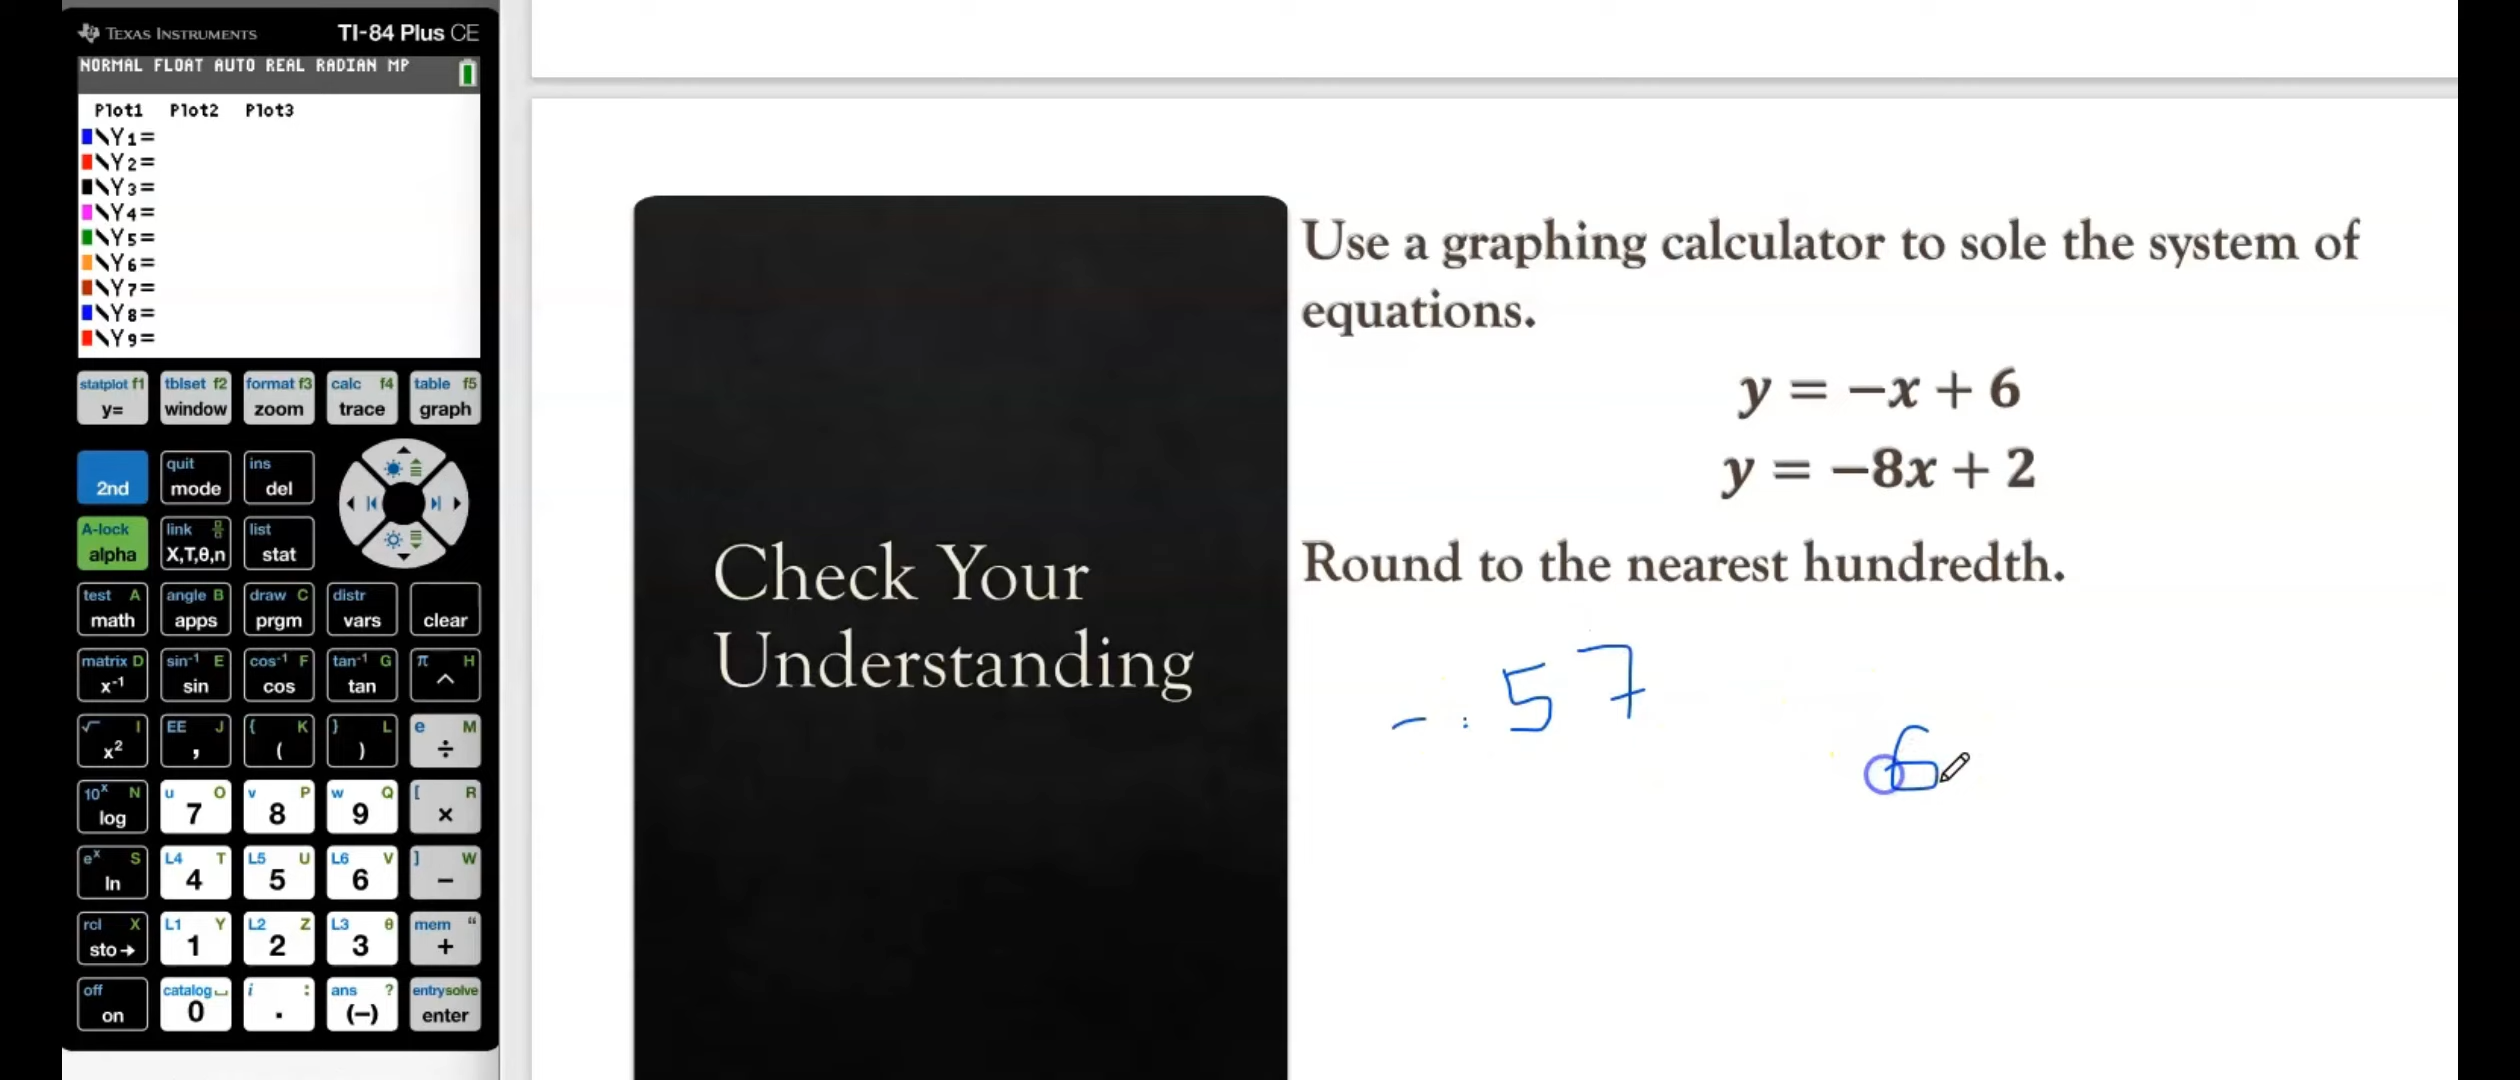 TEXAS INSTRUMENTS TI-84 Plus CE
NORMAL FLOAT AUTO REAL RADIAN MP
Plot1 Plot2 Plot3
\Y1=
\Y2=
\Y3=
\Y4=
\Y5=
\Y6=
\Y7=
\Y8=
\Y9=
statplot f1 tblset f2 format f3 calc f4 table f5
y= window zoom trace graph
quit ins
2nd mode del
A-lock link list
alpha X,T,θ,n stat
test A angle B draw C distr
math apps prgm vars clear
matrix D sin⁻¹ E cos⁻¹ F tan⁻¹ G π H
x⁻¹ sin cos tan ^
√ I EE J { K } L e M
x² , ( ) ÷
10ˣ N u O v P w Q [ R
log 7 8 9 ×
eˣ S L4 T L5 U L6 V ] W
ln 4 5 6 −
rcl X L1 Y L2 Z L3 θ mem "
sto→ 1 2 3 +
off catalog i : ans ? entry solve
on 0 . (−) enter
Check Your
Understanding
Use a graphing calculator to sole the system of
equations.
y = −x + 6
y = −8x + 2
Round to the nearest hundredth.
- . 57
6